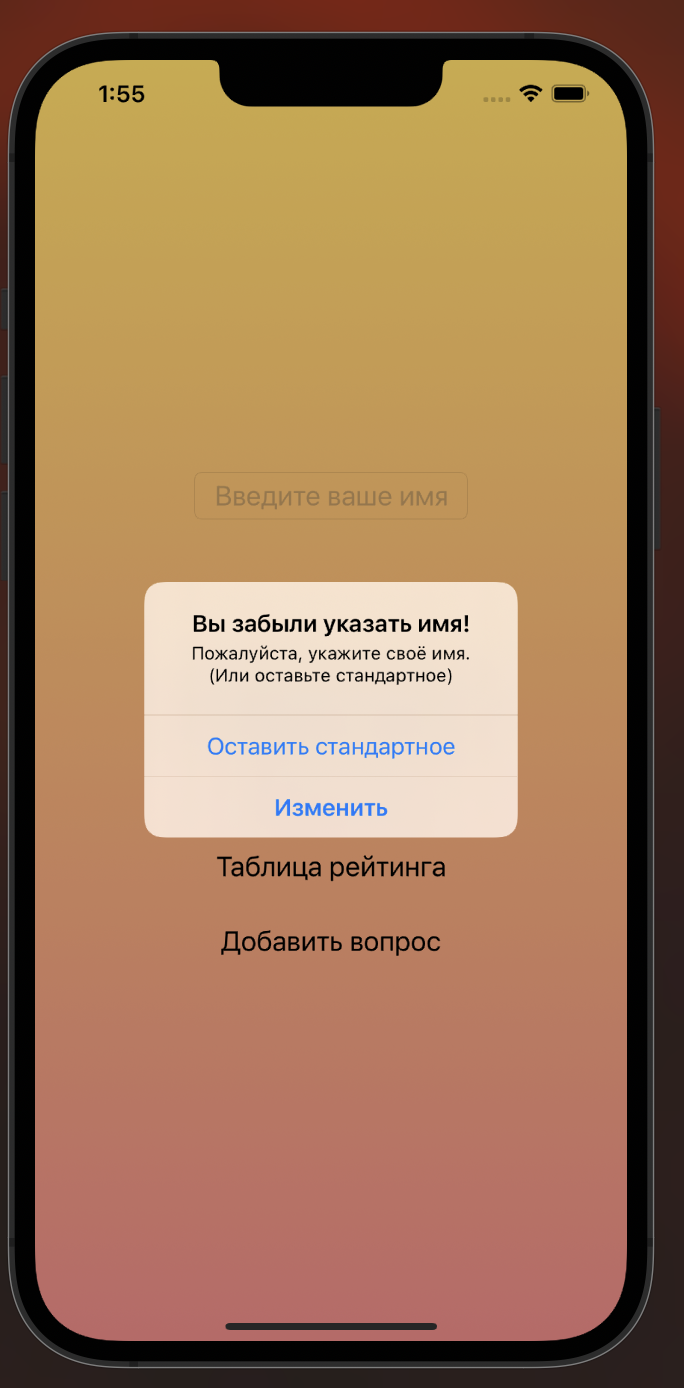 1:55
Введите ваше имя
Вы забыли указать имя!
Пожалуйста, укажите своё имя.
(Или оставьте стандартное)
Оставить стандартное
Изменить
Таблица рейтинга
Добавить вопрос